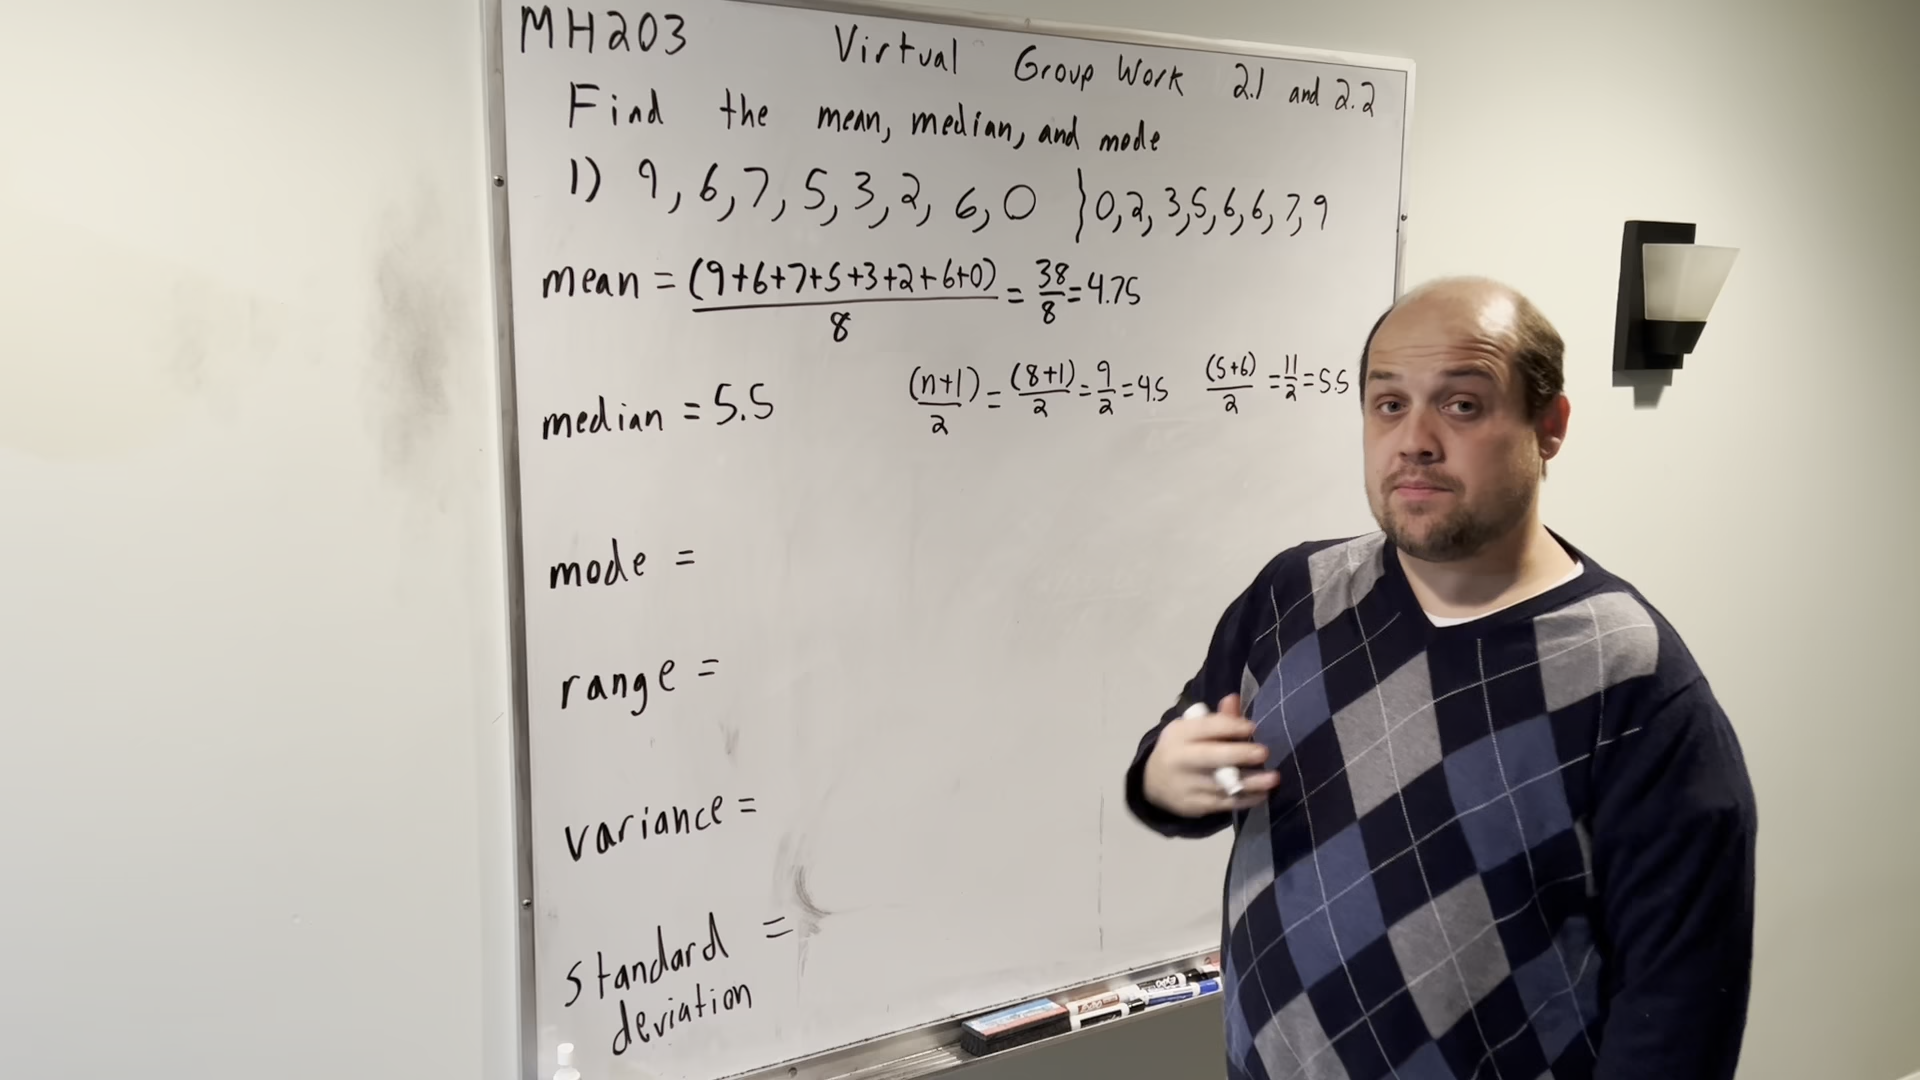 MH203 Virtual Group Work 2.1 and 2.2
Find the mean, median, and mode
1) 9, 6, 7, 5, 3, 2, 6, 0 } 0, 2, 3, 5, 6, 6, 7, 9
mean = (9+6+7+5+3+2+6+0)/8 = 38/8 = 4.75
median = 5.5 (n+1)/2 = (8+1)/2 = 9/2 = 4.5 (5+6)/2 = 11/2 = 5.5
mode =
range =
variance =
standard =
deviation